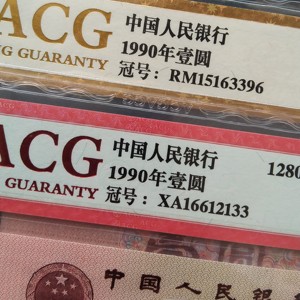 ACG 中国人民银行
1990年壹圆
NG GUARANTY 冠号: RM15163396
ACG 中国人民银行
1990年壹圆 1280
GUARANTY 冠号: XA16612133
中国人民银